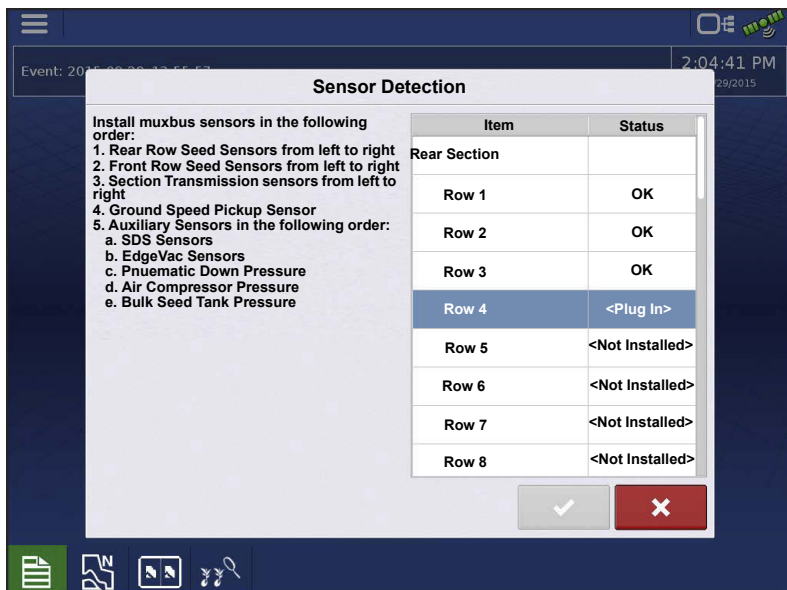 2:04:41 PM
Event: 20
29/2015
Sensor Detection
Install muxbus sensors in the following
order:
1. Rear Row Seed Sensors from left to right
2. Front Row Seed Sensors from left to right
3. Section Transmission sensors from left to
right
4. Ground Speed Pickup Sensor
5. Auxiliary Sensors in the following order:
a. SDS Sensors
b. EdgeVac Sensors
c. Pnuematic Down Pressure
d. Air Compressor Pressure
e. Bulk Seed Tank Pressure
Item Status
Rear Section
Row 1 OK
Row 2 OK
Row 3 OK
Row 4 <Plug In>
Row 5 <Not Installed>
Row 6 <Not Installed>
Row 7 <Not Installed>
Row 8 <Not Installed>
N